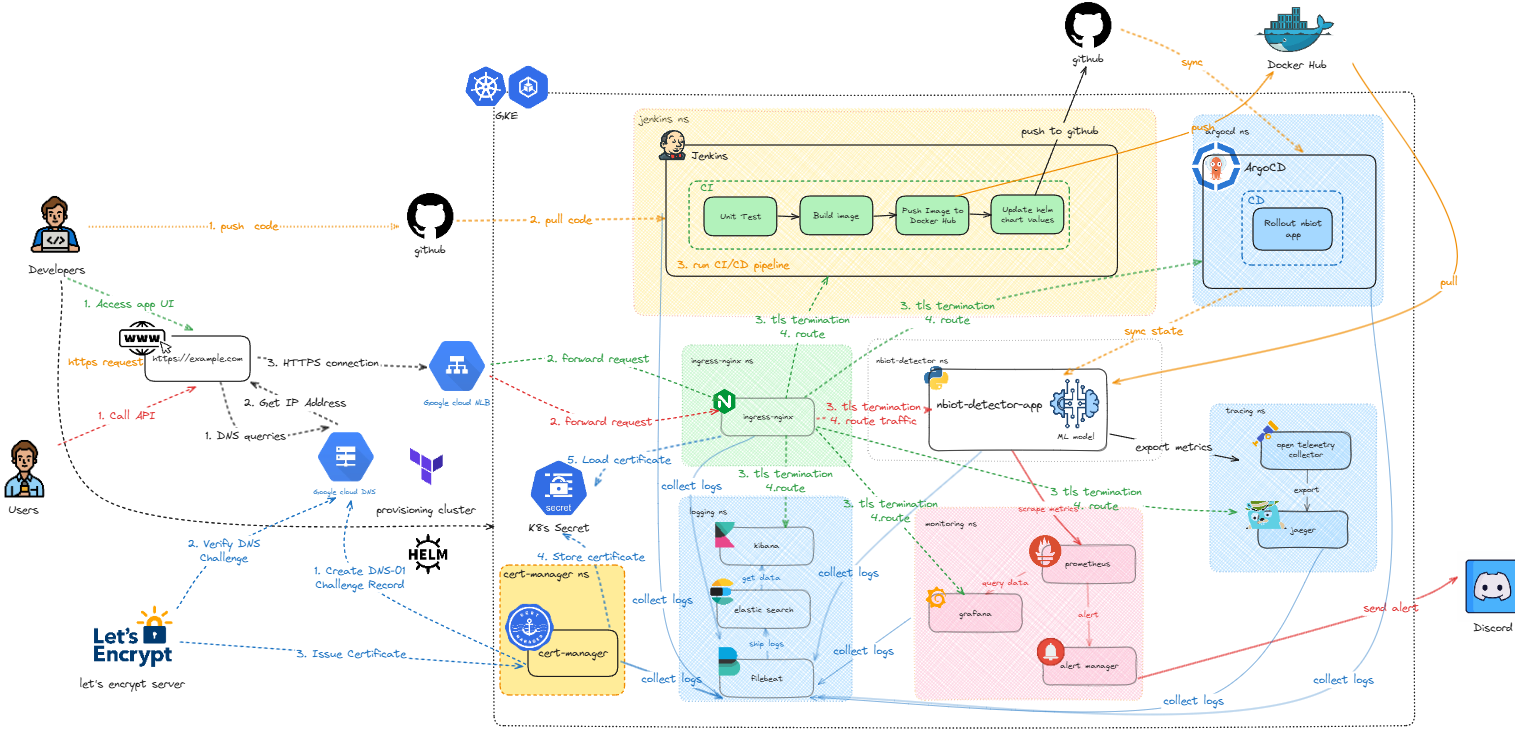 github
sync
Docker Hub
GKE
jenkins ns
Jenkins
push to github
push
argocd ns
ArgoCD
CI
Unit Test
Build image
Push Image to
Docker Hub
Update helm
chart values
3. run CI/CD pipeline
CD
Rollout nbiot
app
1. push code
github
2. pull code
Developers
1. Access app UI
WWW
https request
https://example.com
3. HTTPS connection
Google cloud NLB
2. forward request
2. forward request
3. tls termination
4. route
3. tls termination
4. route
sync state
pull
ingress-nginx ns
ingress-nginx
3. tls termination
4. route traffic
nbiot-detector ns
nbiot-detector-app
ML model
export metrics
tracing ns
open telemetry
collector
export
jaeger
1. Call API
2. Get IP Address
1. DNS querries
Google cloud DNS
Users
provisioning cluster
HELM
5. Load certificate
secret
K8s Secret
4. Store certificate
collect logs
3. tls termination
4.route
3. tls termination
4.route
3 tls termination
4. route
scrape metrics
logging ns
kibana
get data
elastic search
ship logs
filebeat
monitoring ns
prometheus
query data
grafana
alert
alert manager
send alert
Discord
2. Verify DNS
Challenge
1. Create DNS-01
Challenge Record
Let's
Encrypt
let's encrypt server
3. Issue Certificate
cert-manager ns
CERT
MANAGER
cert-manager
collect logs
collect logs
collect logs
collect logs
collect logs
collect logs